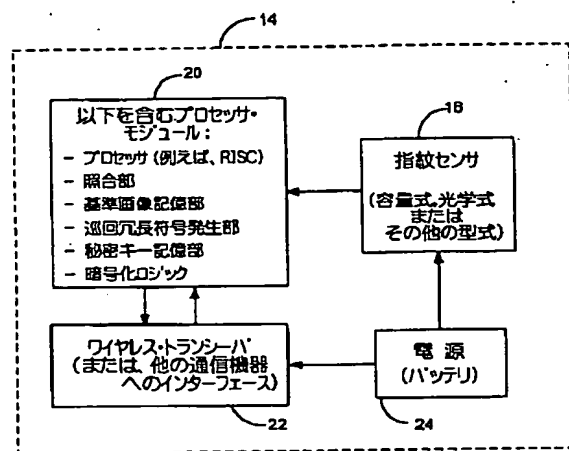 14
20
以下を含むプロセッサ・
モジュール：
- プロセッサ (例えば、RISC)
- 照合部
- 基準画像記憶部
- 巡回冗長符号発生部
- 秘密キー記憶部
- 暗号化ロジック
18
指紋センサ
(容量式、光学式
または
その他の型式)
ワイヤレス・トランシーバ
(または、他の通信機器
へのインターフェース)
22
電源
(バッテリ)
24